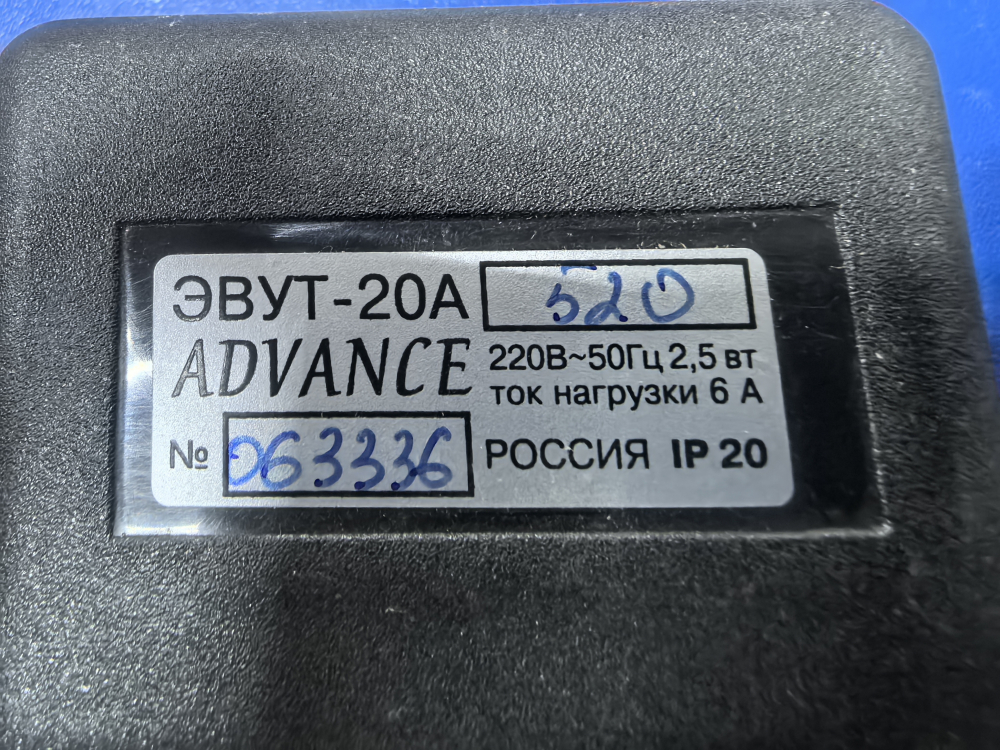 ЭВУТ-20А 520
ADVANCE 220В~50Гц 2,5 вт
ток нагрузки 6 А
№ 063336 РОССИЯ IP 20